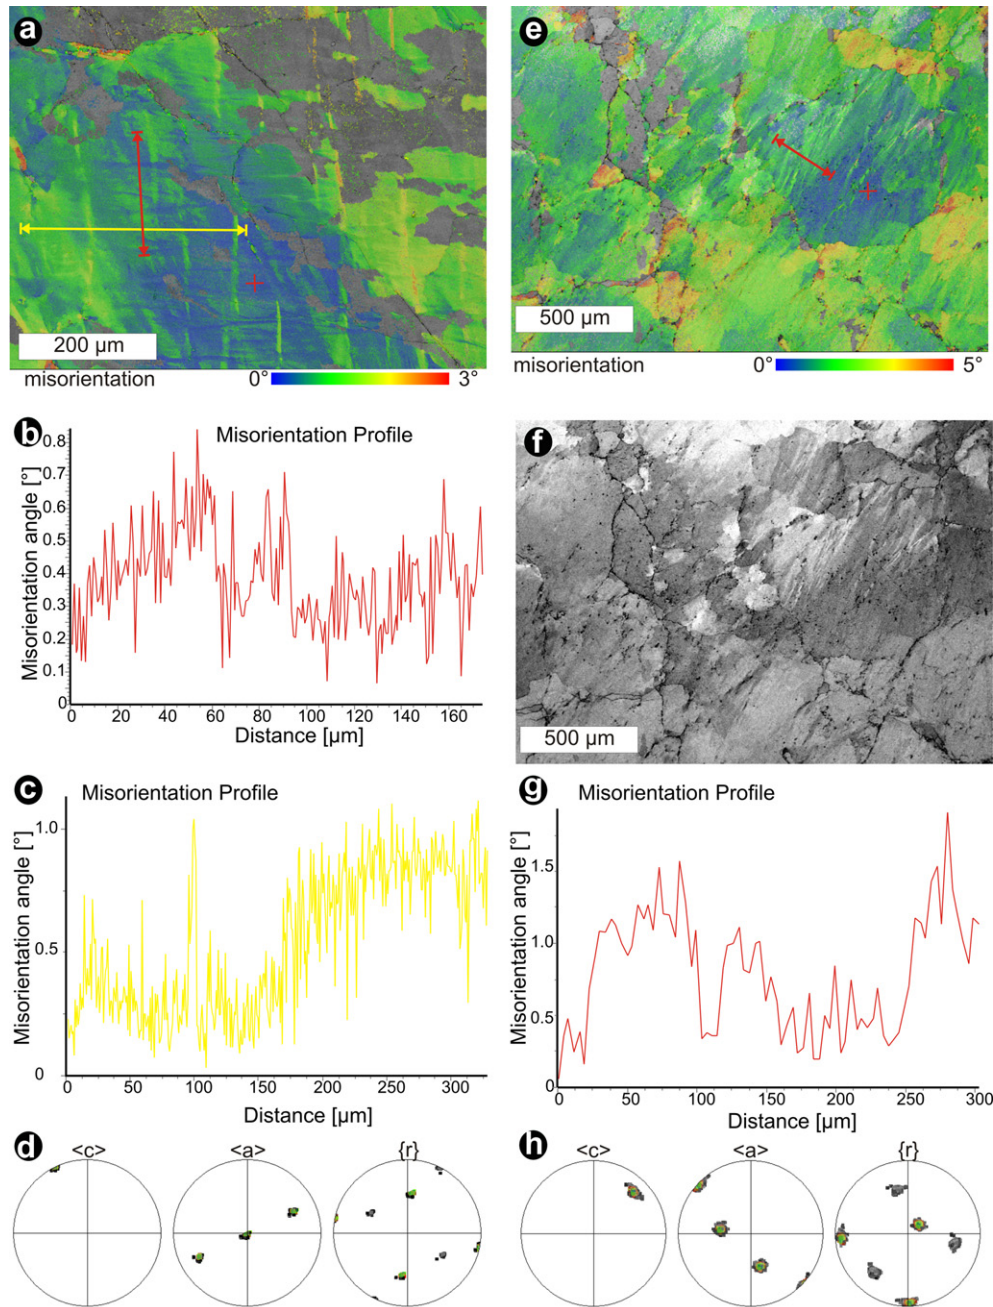 a
200 µm
misorientation 0° 3°
b
Misorientation Profile
Misorientation angle [°]
0.8
0.7
0.6
0.5
0.4
0.3
0.2
0.1
0
0 20 40 60 80 100 120 140 160
Distance [µm]
c
Misorientation Profile
Misorientation angle [°]
1.0
0.5
0
0 50 100 150 200 250 300
Distance [µm]
d
<c> <a> {r}
e
500 µm
misorientation 0° 5°
f
500 µm
g
Misorientation Profile
Misorientation angle [°]
1.5
1.0
0.5
0
0 50 100 150 200 250 300
Distance [µm]
h
<c> <a> {r}